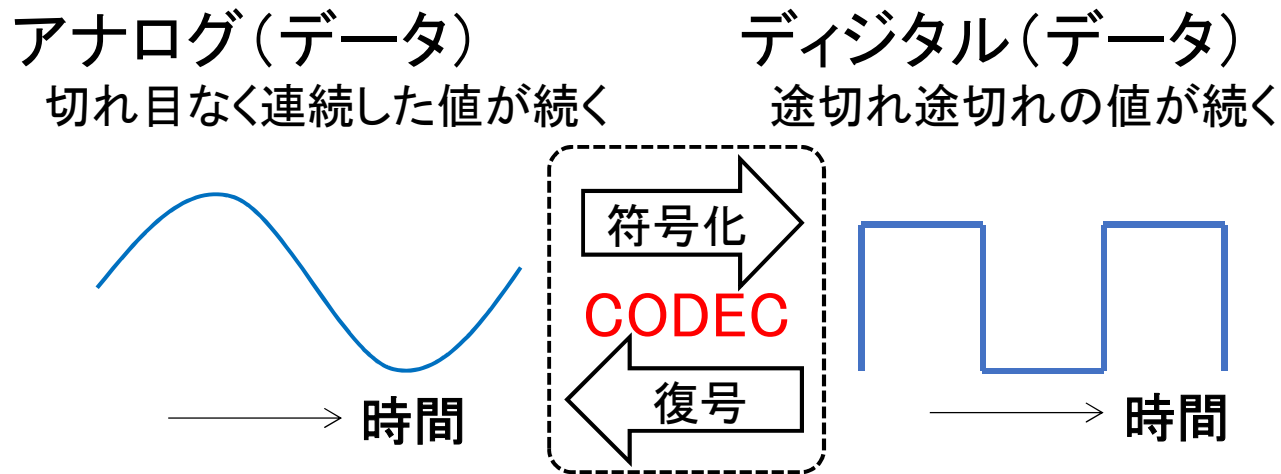 アナログ(データ)
切れ目なく連続した値が続く
ディジタル(データ)
途切れ途切れの値が続く
符号化
CODEC
復号
時間
時間